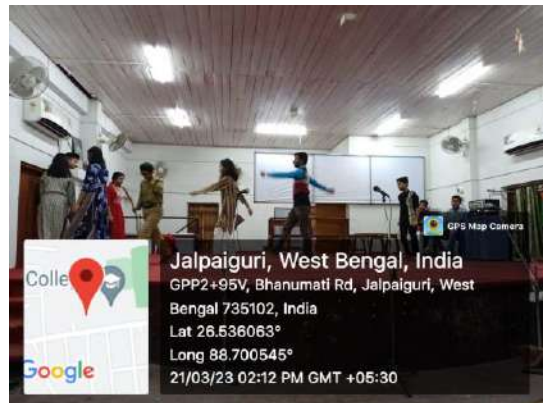 GPS Map Camera
Colle
Google
Jalpaiguri, West Bengal, India
GPP2+95V, Bhanumati Rd, Jalpaiguri, West
Bengal 735102, India
Lat 26.536063°
Long 88.700545°
21/03/23 02:12 PM GMT +05:30